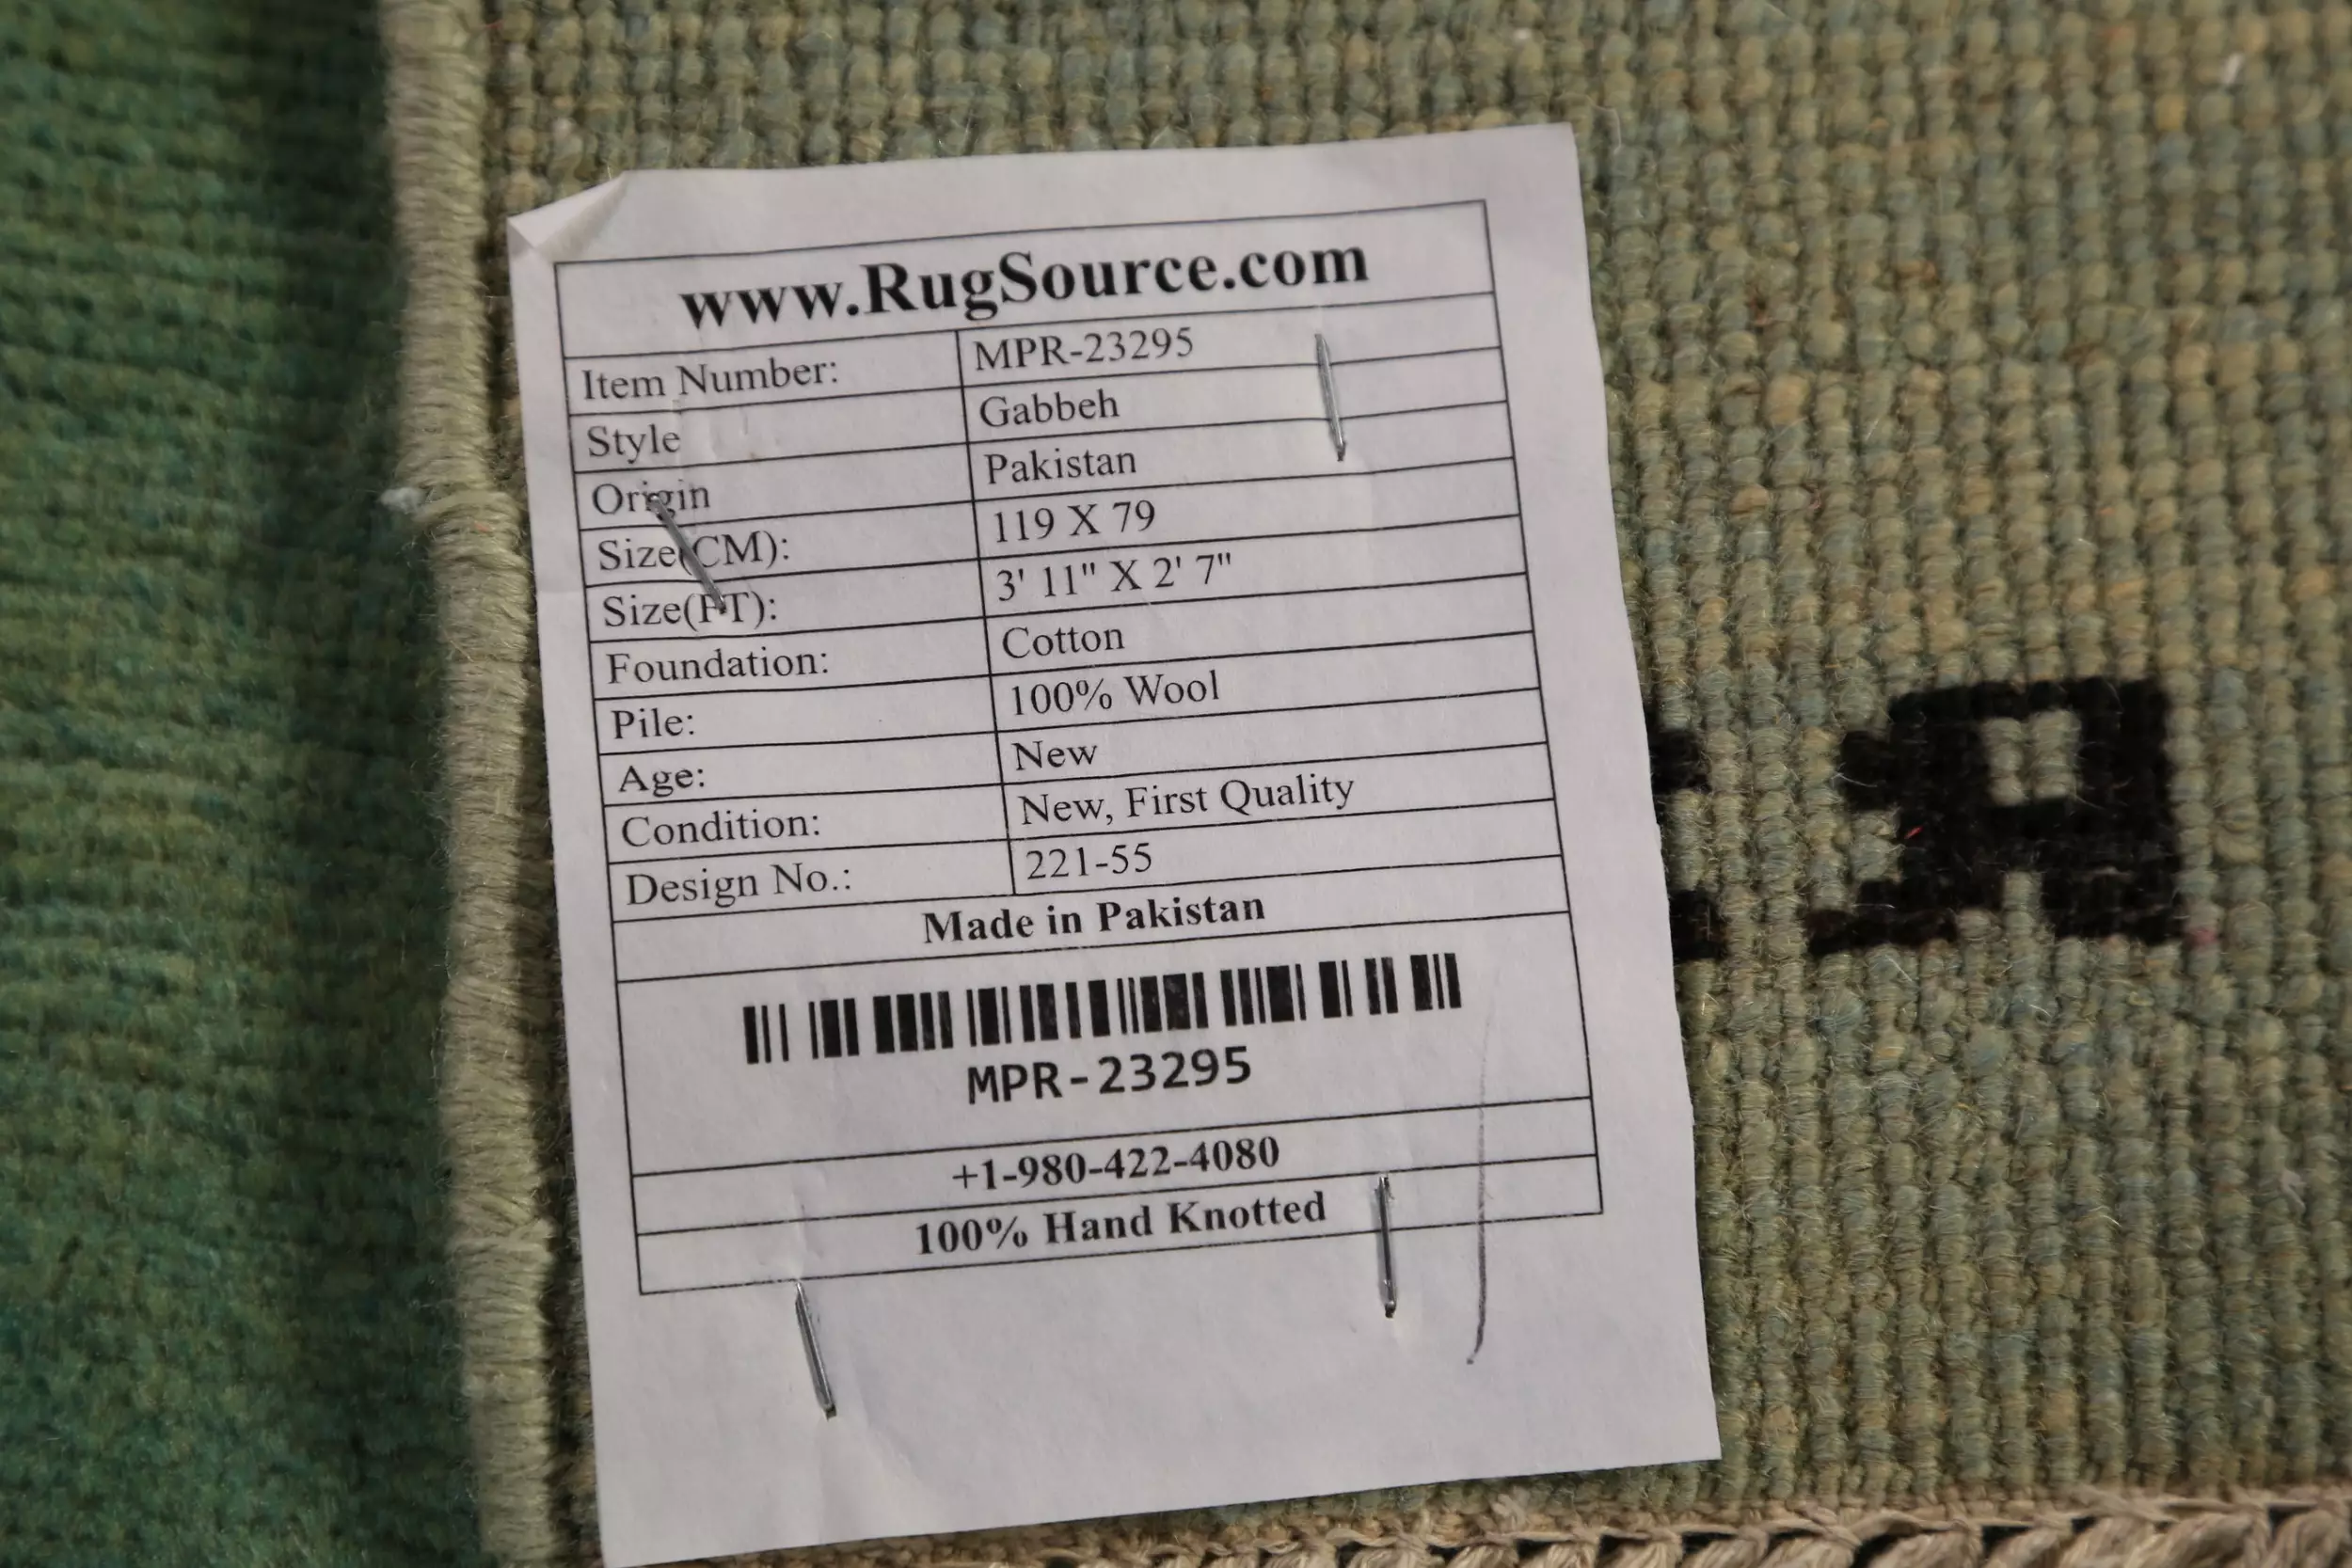 www.RugSource.com
Item Number: MPR-23295
Style Gabbeh
Origin Pakistan
Size(CM): 119 X 79
Size(FT): 3' 11" X 2' 7"
Foundation: Cotton
Pile: 100% Wool
Age: New
Condition: New, First Quality
Design No.: 221-55
Made in Pakistan
MPR-23295
+1-980-422-4080
100% Hand Knotted